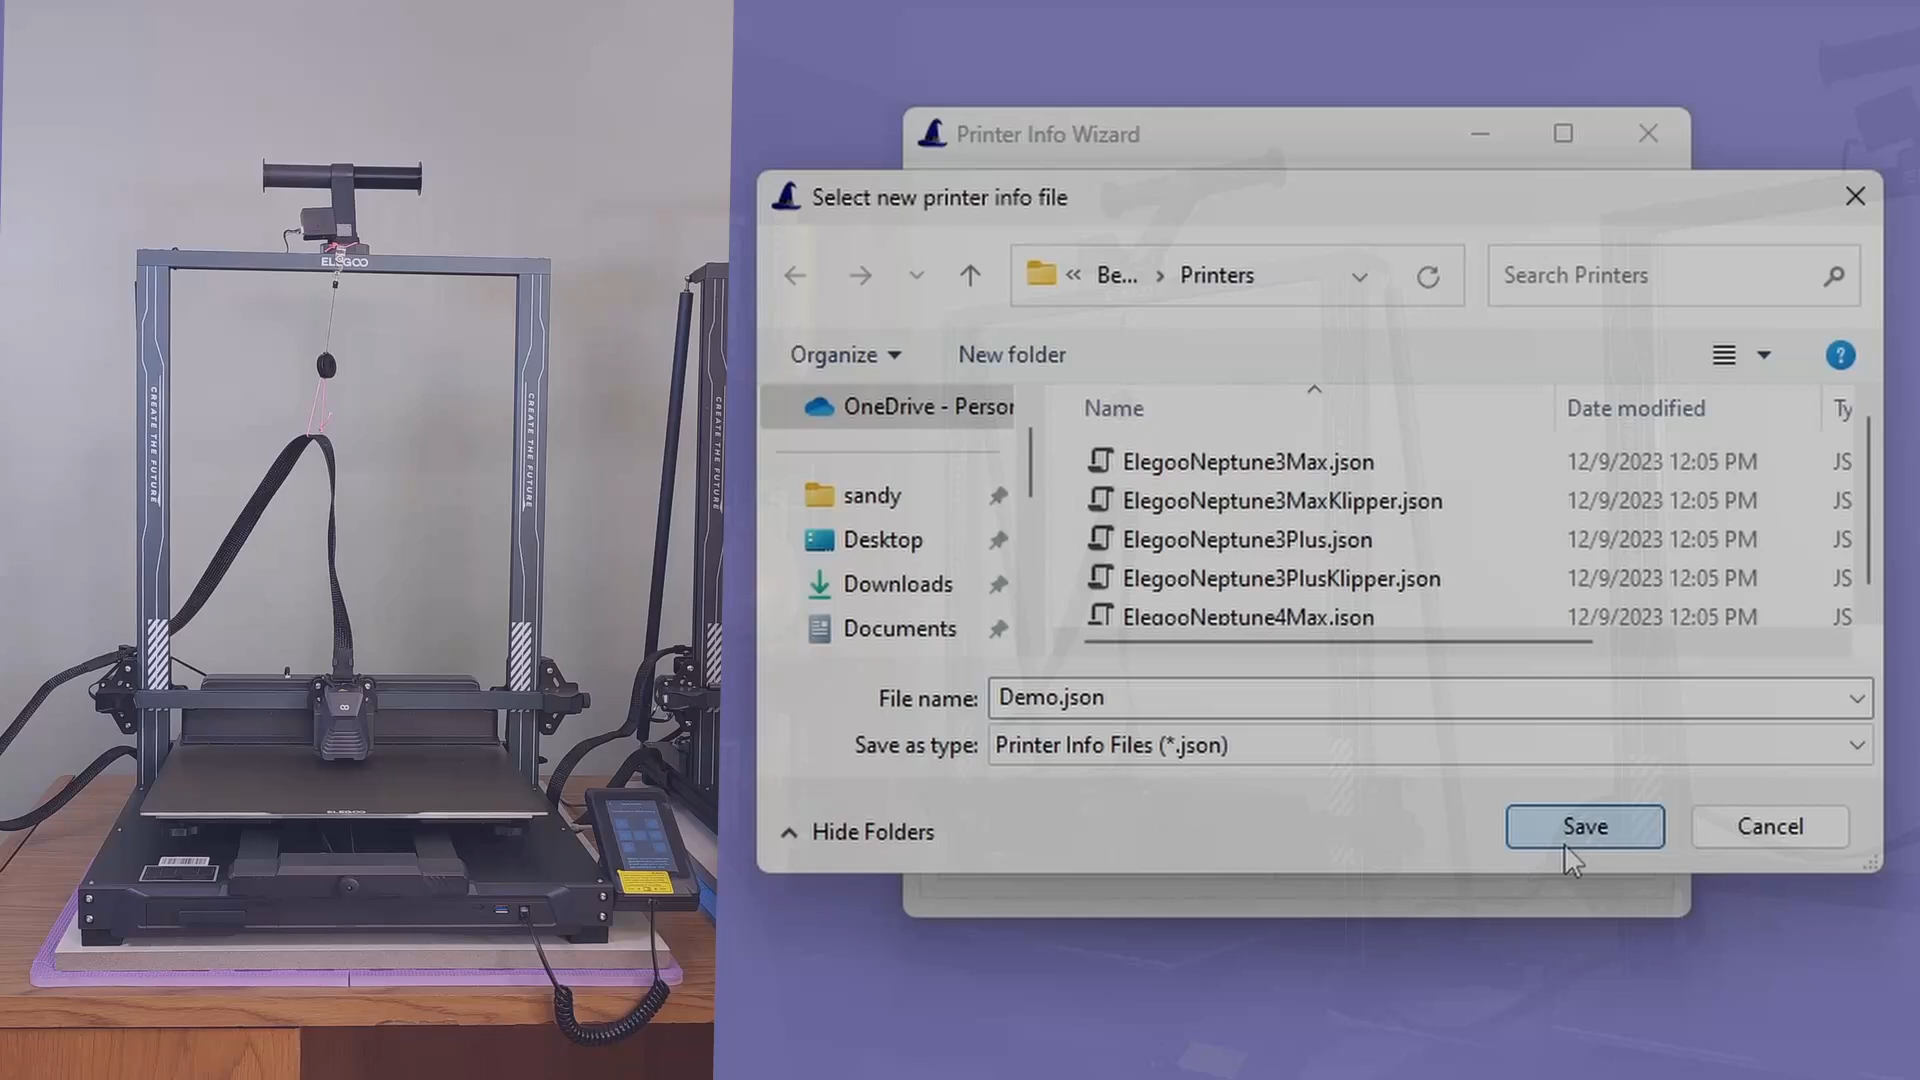 ELEGOO
CREATE THE FUTURE
CREATE THE FUTURE
CREATE THE FUTURE
ELEGOO
Printer Info Wizard
Select new printer info file
« Be... › Printers
Search Printers
Organize
New folder
OneDrive - Person
sandy
Desktop
Downloads
Documents
Name Date modified Ty
ElegooNeptune3Max.json 12/9/2023 12:05 PM JS
ElegooNeptune3MaxKlipper.json 12/9/2023 12:05 PM JS
ElegooNeptune3Plus.json 12/9/2023 12:05 PM JS
ElegooNeptune3PlusKlipper.json 12/9/2023 12:05 PM JS
ElegooNeptune4Max.json 12/9/2023 12:05 PM JS
File name: Demo.json
Save as type: Printer Info Files (*.json)
Hide Folders
Save
Cancel